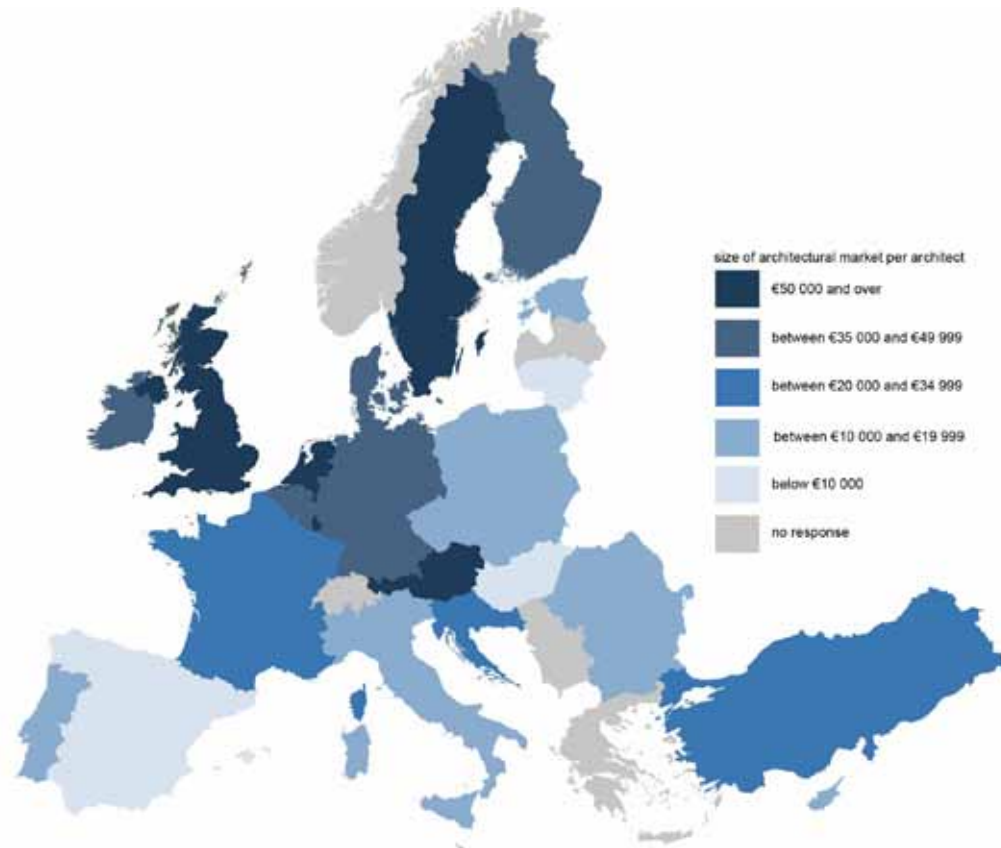 size of architectural market per architect
€50 000 and over
between €35 000 and €49 999
between €20 000 and €34 999
between €10 000 and €19 999
below €10 000
no response